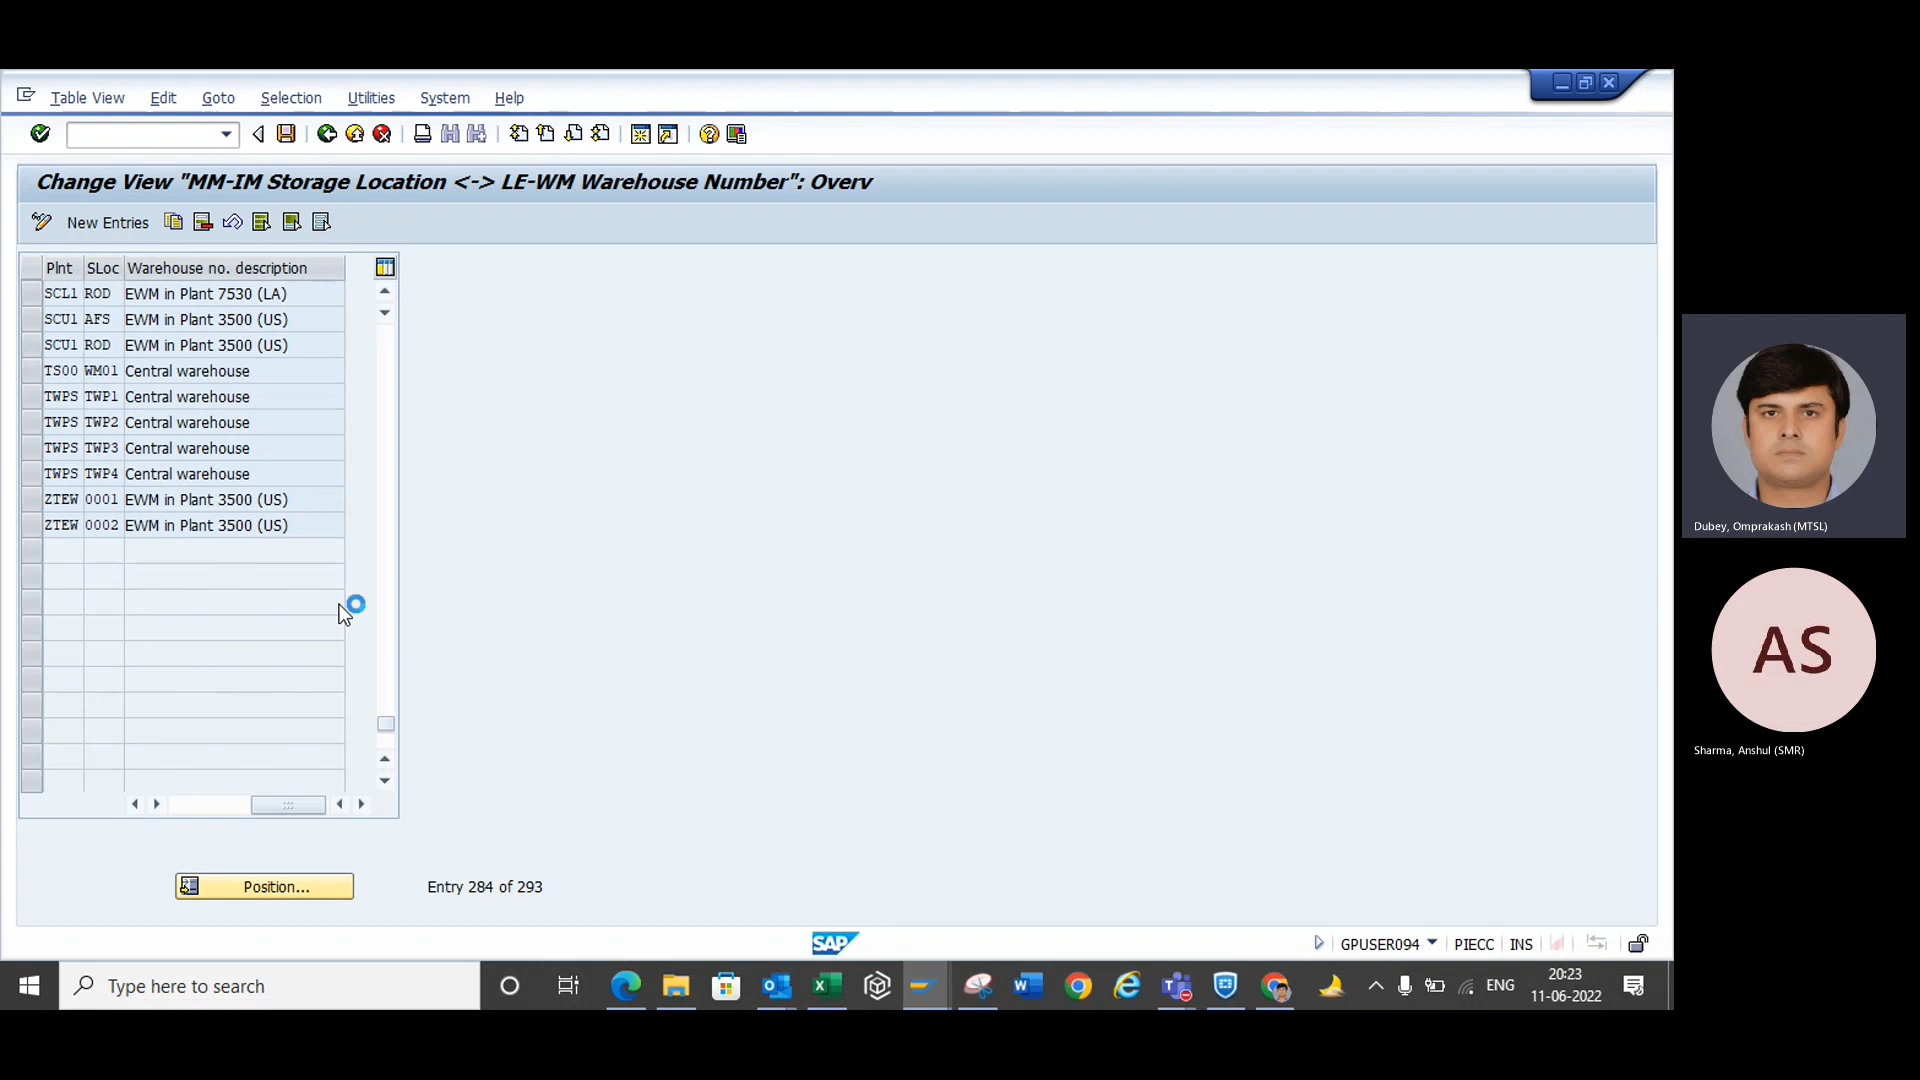 Table View Edit Goto Selection Utilities System Help
Change View "MM-IM Storage Location <-> LE-WM Warehouse Number": Overv
New Entries
Plnt SLoc Warehouse no. description
SCL1 ROD EWM in Plant 7530 (LA)
SCU1 AFS EWM in Plant 3500 (US)
SCU1 ROD EWM in Plant 3500 (US)
TS00 WM01 Central warehouse
TWPS TWP1 Central warehouse
TWPS TWP2 Central warehouse
TWPS TWP3 Central warehouse
TWPS TWP4 Central warehouse
ZTEW 0001 EWM in Plant 3500 (US)
ZTEW 0002 EWM in Plant 3500 (US)
Position... Entry 284 of 293
SAP GPUSER094 PIECC INS
Type here to search
ENG
20:23
11-06-2022
Dubey, Omprakash (MTSL)
AS
Sharma, Anshul (SMR)